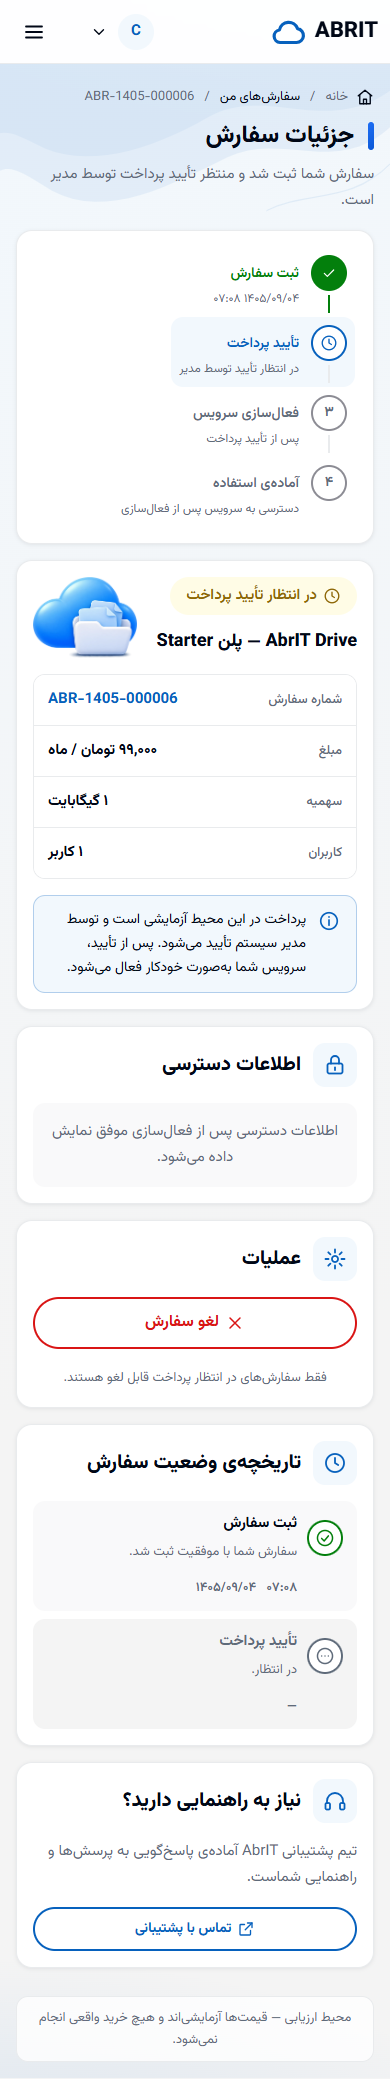 ABRIT
C
خانه / سفارش‌های من / ABR-1405-000006
جزئیات سفارش
سفارش شما ثبت شد و منتظر تأیید پرداخت توسط مدیر
است.
ثبت سفارش
۱۴۰۵/۰۹/۰۴ ۰۷:۰۸
تأیید پرداخت
در انتظار تأیید توسط مدیر
۳
فعال‌سازی سرویس
پس از تأیید پرداخت
۴
آماده‌ی استفاده
دسترسی به سرویس پس از فعال‌سازی
در انتظار تأیید پرداخت
AbrIT Drive — پلن Starter
شماره سفارش ABR-1405-000006
مبلغ ۹۹,۰۰۰ تومان / ماه
سهمیه ۱ گیگابایت
کاربران ۱ کاربر
پرداخت در این محیط آزمایشی است و توسط
مدیر سیستم تأیید می‌شود. پس از تأیید،
سرویس شما به‌صورت خودکار فعال می‌شود.
اطلاعات دسترسی
اطلاعات دسترسی پس از فعال‌سازی موفق نمایش
داده می‌شود.
عملیات
لغو سفارش
فقط سفارش‌های در انتظار پرداخت قابل لغو هستند.
تاریخچه‌ی وضعیت سفارش
ثبت سفارش
سفارش شما با موفقیت ثبت شد.
۱۴۰۵/۰۹/۰۴ ۰۷:۰۸
تأیید پرداخت
در انتظار.
—
نیاز به راهنمایی دارید؟
تیم پشتیبانی AbrIT آماده‌ی پاسخ‌گویی به پرسش‌ها و
راهنمایی شماست.
تماس با پشتیبانی
محیط ارزیابی — قیمت‌ها آزمایشی‌اند و هیچ خرید واقعی انجام
نمی‌شود.